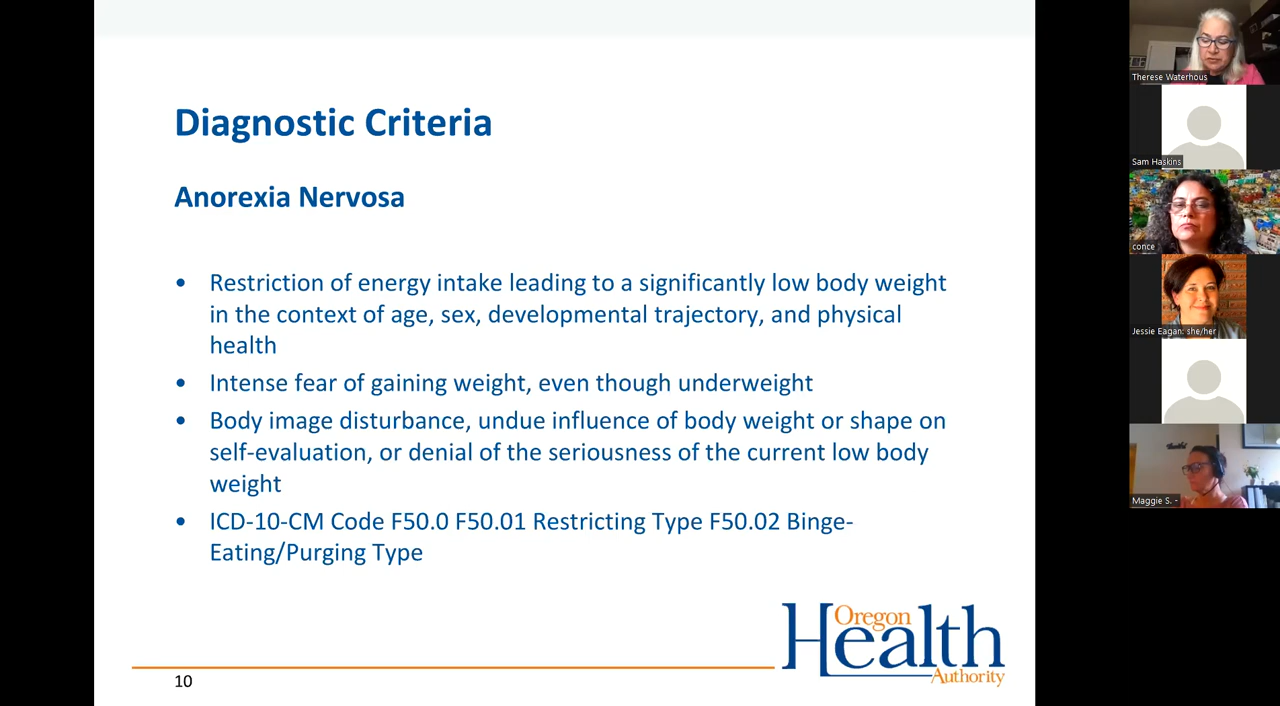 Diagnostic Criteria
Anorexia Nervosa
• Restriction of energy intake leading to a significantly low body weight
in the context of age, sex, developmental trajectory, and physical
health
• Intense fear of gaining weight, even though underweight
• Body image disturbance, undue influence of body weight or shape on
self-evaluation, or denial of the seriousness of the current low body
weight
• ICD-10-CM Code F50.0 F50.01 Restricting Type F50.02 Binge-
Eating/Purging Type
Oregon
Health
Authority
10
Therese Waterhous
Sam Haskins
conce
Jessie Eagan: she/her
Maggie S. -